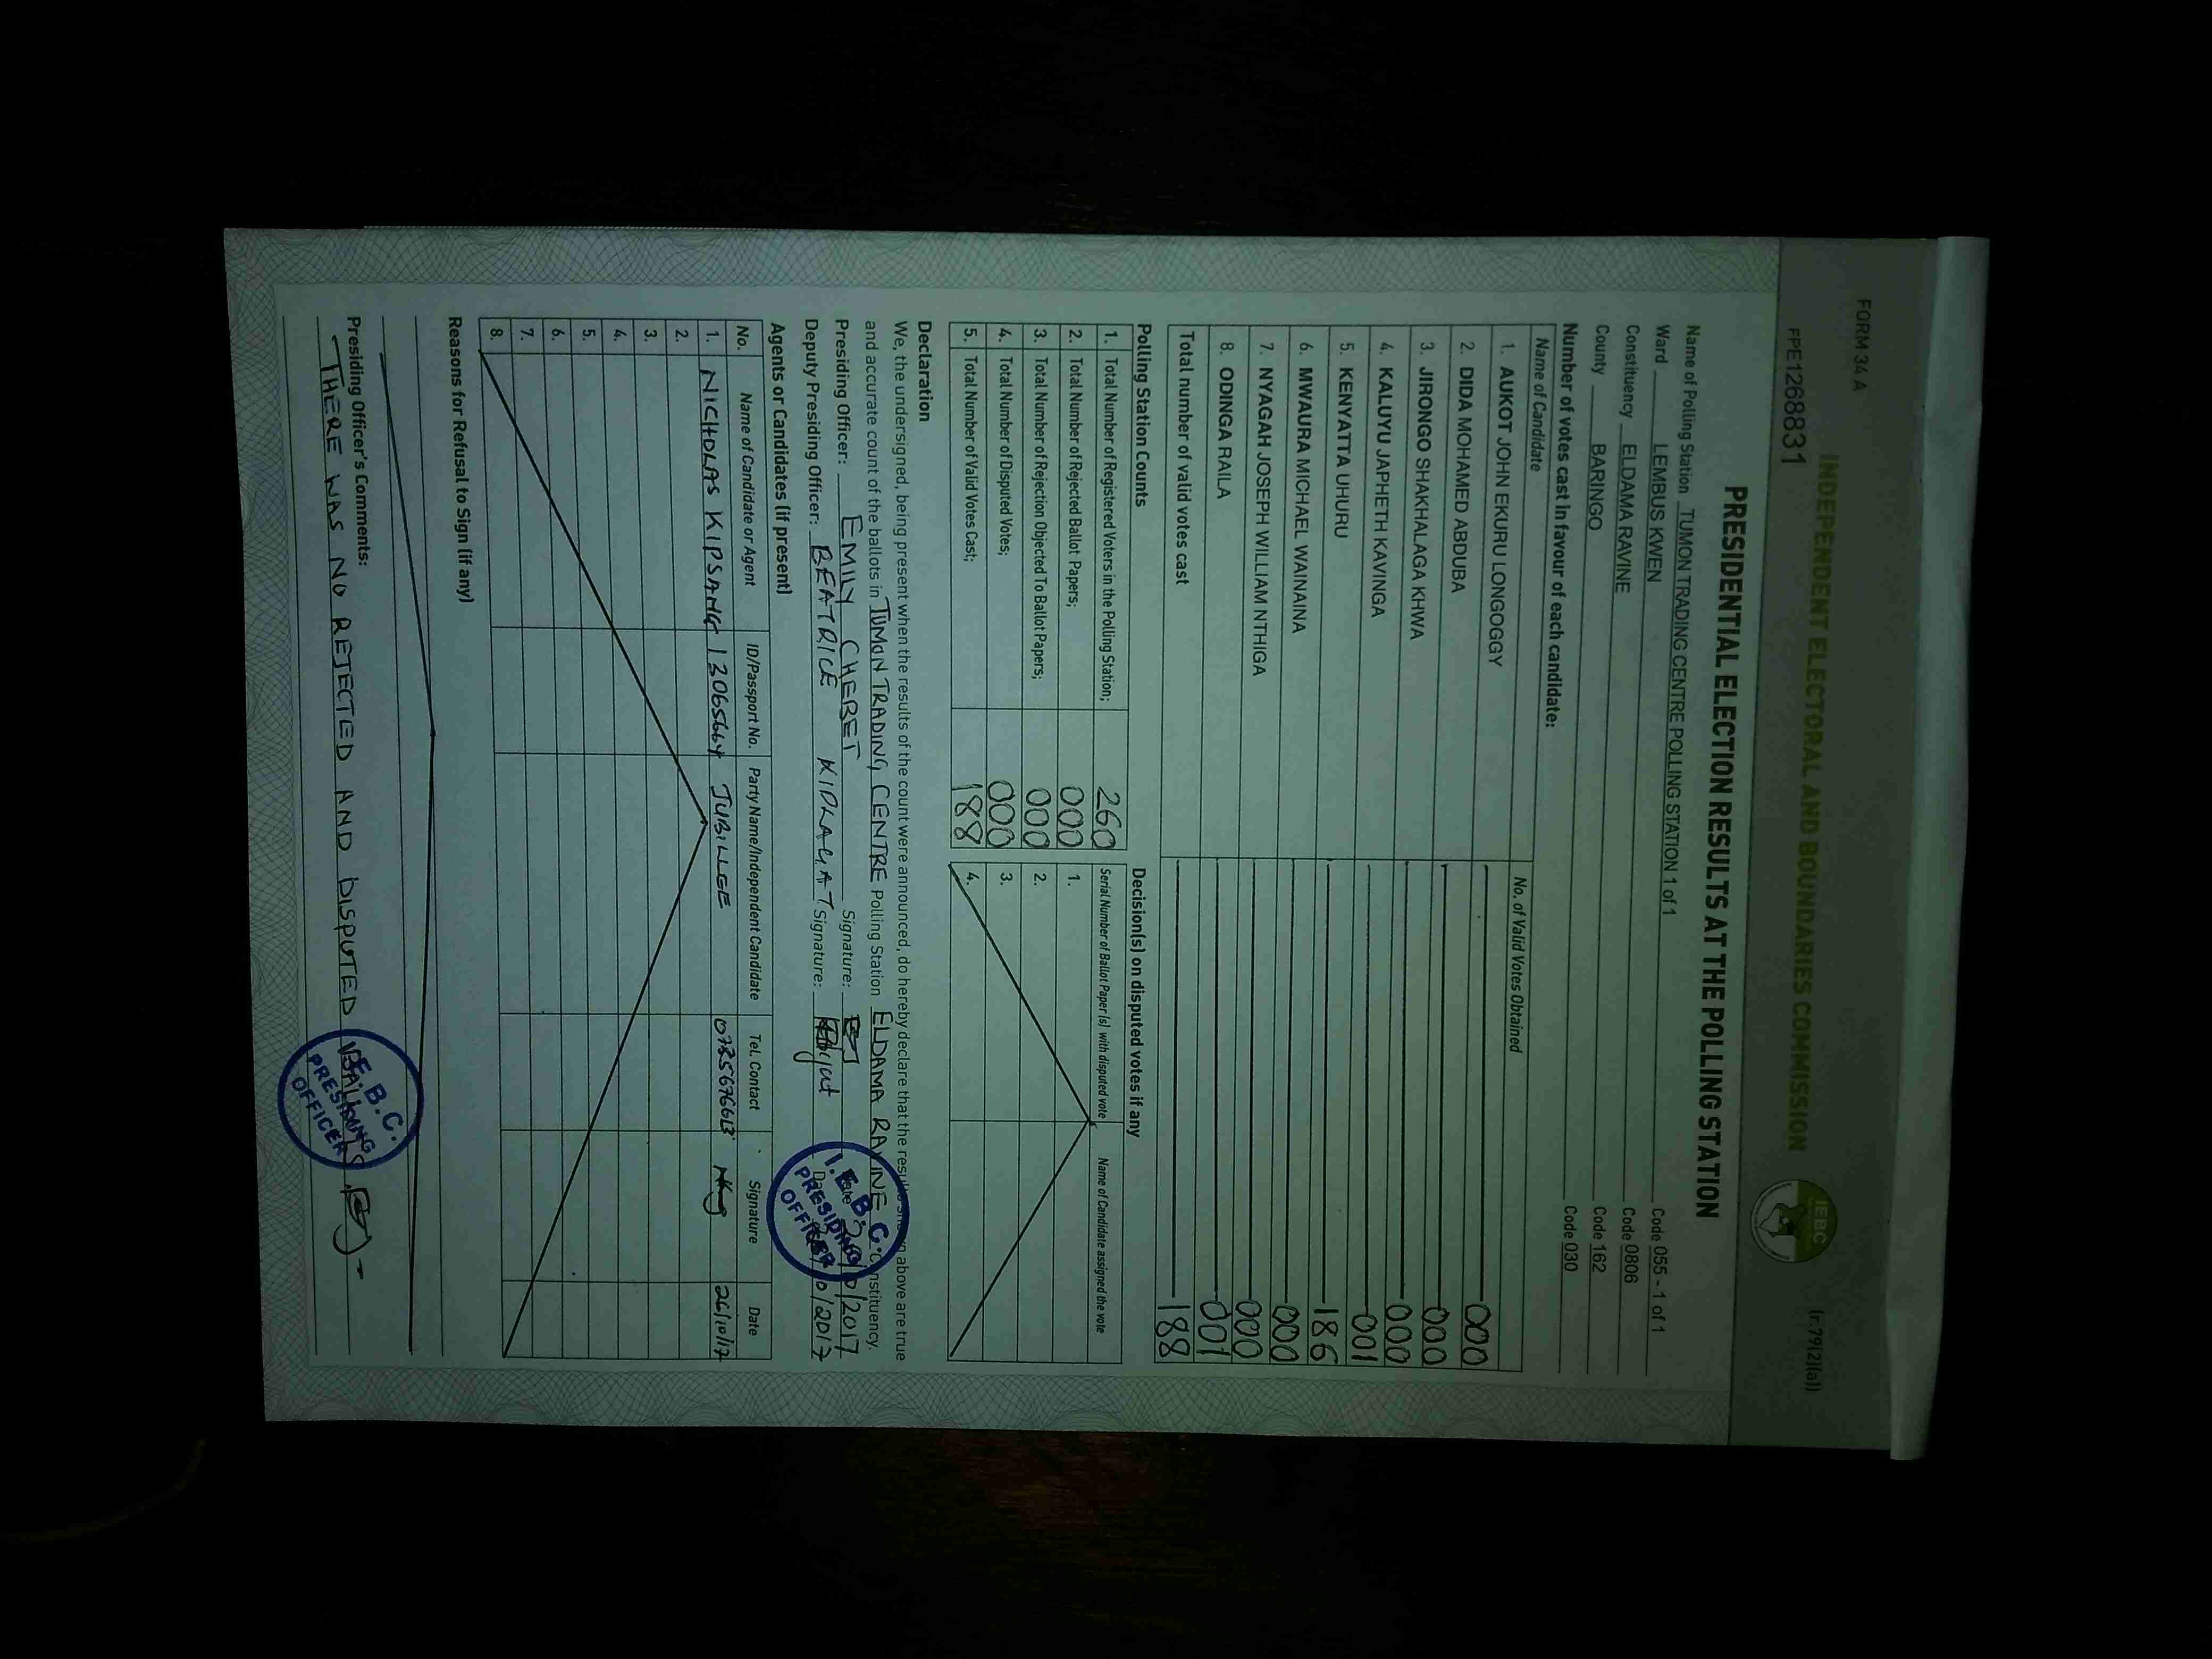 FORM 34 A
INDEPENDENT ELECTORAL AND BOUNDARIES COMMISSION
(r.79(2)(a))
FPE1268831
IEBC
PRESIDENTIAL ELECTION RESULTS AT THE POLLING STATION
Name of Polling Station TUMON TRADING CENTRE POLLING STATION 1 of 1 Code 055 - 1 of 1
Ward LEMBUS KWEN Code 0806
Constituency ELDAMA RAVINE Code 162
County BARINGO Code 030
Number of votes cast in favour of each candidate:
Name of Candidate No. of Valid Votes Obtained
1. AUKOT JOHN EKURU LONGOGGY 000
2. DIDA MOHAMED ABDUBA 000
3. JIRONGO SHAKHALAGA KHWA 000
4. KALUYU JAPHETH KAVINGA 001
5. KENYATTA UHURU 186
6. MWAURA MICHAEL WAINAINA 000
7. NYAGAH JOSEPH WILLIAM NTHIGA 000
8. ODINGA RAILA 001
Total number of valid votes cast 188
Polling Station Counts
1. Total Number of Registered Voters in the Polling Station; 260
2. Total Number of Rejected Ballot Papers; 000
3. Total Number of Rejection Objected To Ballot Papers; 000
4. Total Number of Disputed Votes; 000
5. Total Number of Valid Votes Cast; 188
Decision(s) on disputed votes if any
Serial Number of Ballot Paper(s) with disputed vote Name of Candidate assigned the vote
1.
2.
3.
4.
Declaration
We, the undersigned, being present when the results of the count were announced, do hereby declare that the results shown above are true
and accurate count of the ballots in TUMON TRADING CENTRE Polling Station ELDAMA RAVINE Constituency.
Presiding Officer: EMILY CHEBET Signature: Date /10/2017
Deputy Presiding Officer: BEATRICE Signature: Date /10/2017
I.E.B.C.
PRESIDING
OFFICER
Agents or Candidates (if present)
No. Name of Candidate or Agent ID/Passport No. Party Name/Independent Candidate Tel. Contact Signature Date
1. NICHOLAS KIPSANG 13065664 JUBILLEE 26/10/17
2.
3.
4.
5.
6.
7.
8.
Reasons for Refusal to Sign (if any)
Presiding Officer's Comments:
THERE WAS NO REJECTED AND DISPUTED
I.E.B.C.
PRESIDING
OFFICER